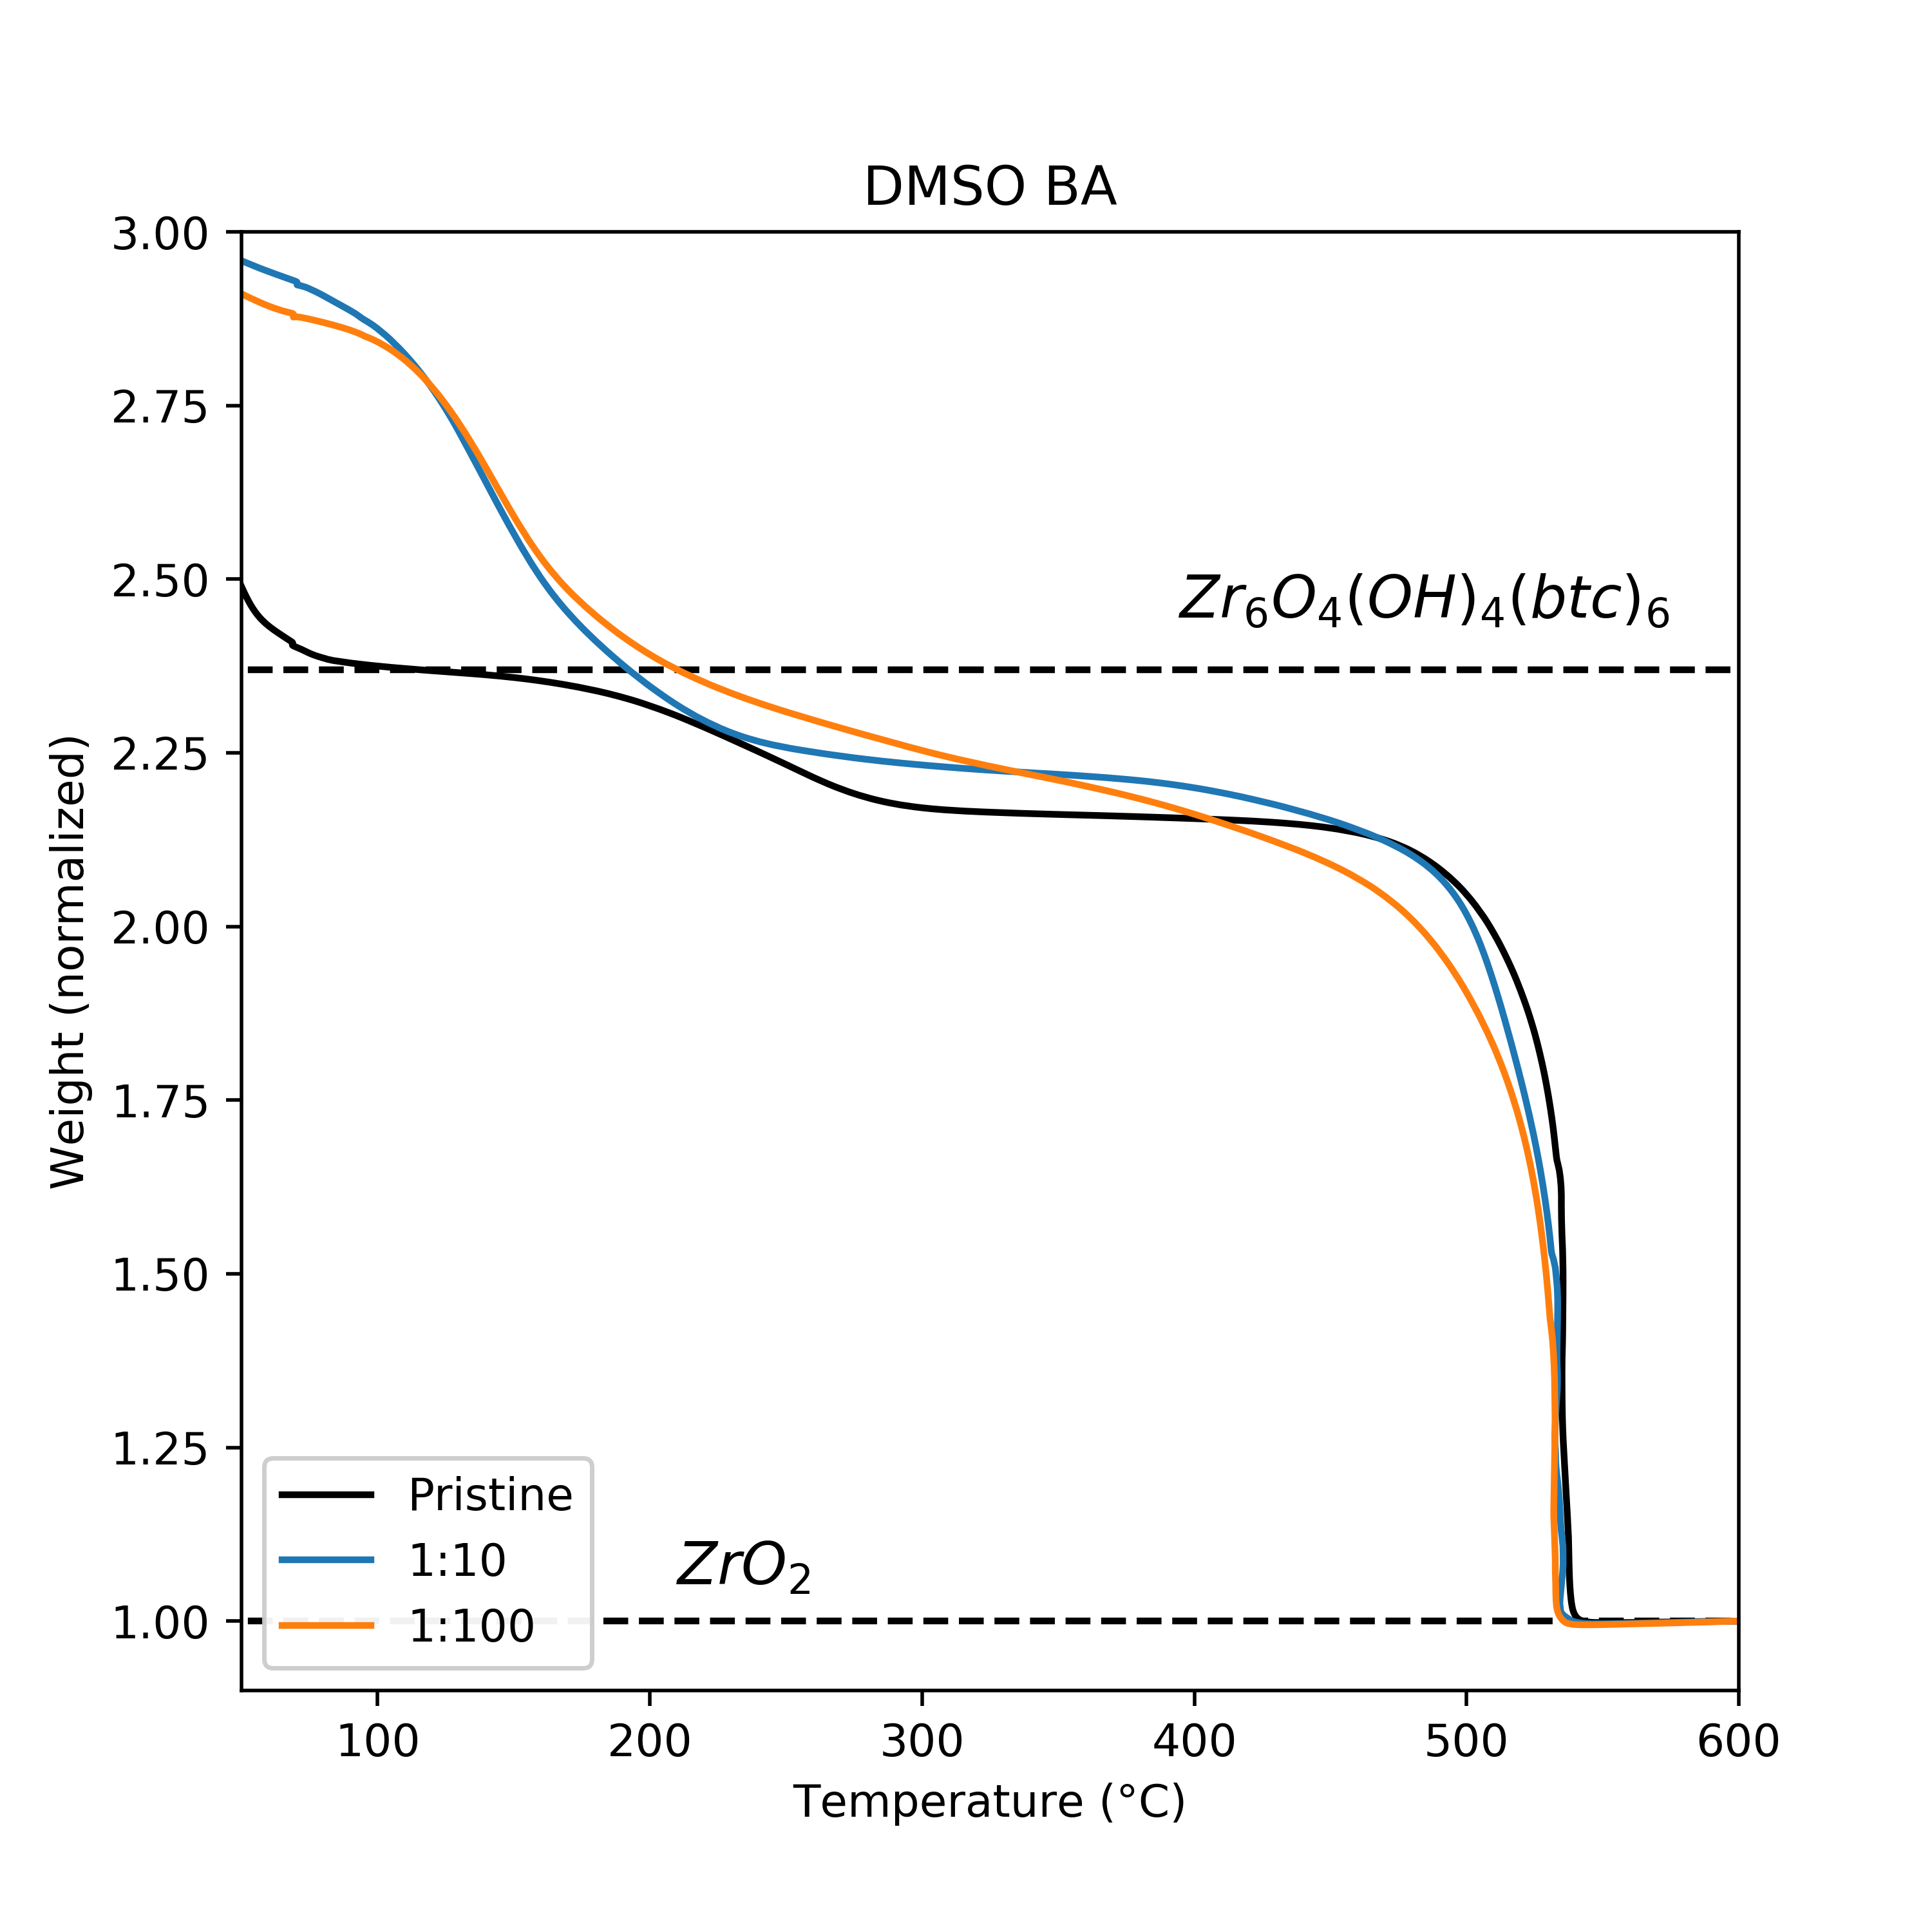 DMSO BA
3.00
2.75
2.50
2.25
2.00
1.75
1.50
1.25
1.00
Weight (normalized)
Zr₆O₄(OH)₄(btc)₆
ZrO₂
Pristine
1:10
1:100
100 200 300 400 500 600
Temperature (°C)